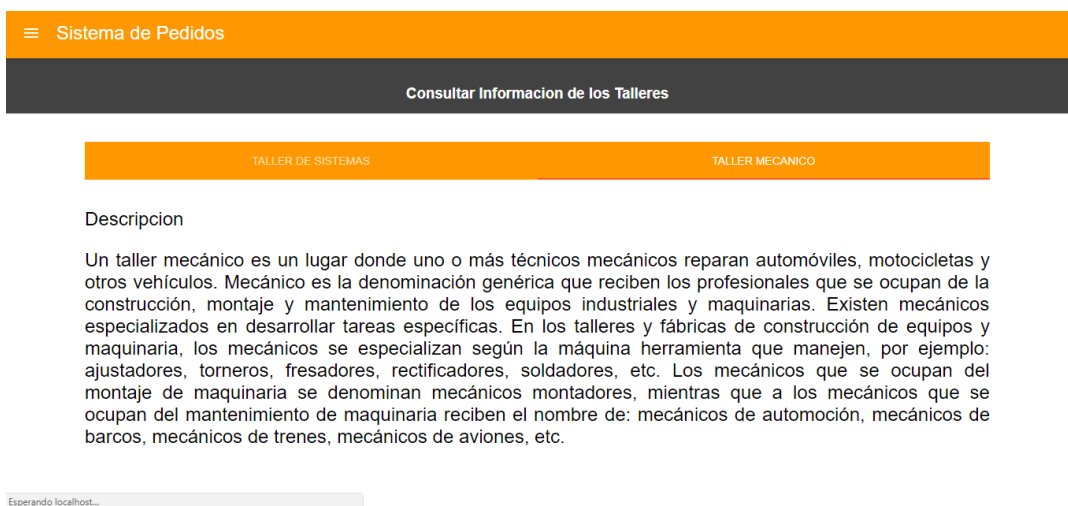 Sistema de Pedidos
Consultar Informacion de los Talleres
TALLER DE SISTEMAS
TALLER MECANICO
Descripcion
Un taller mecánico es un lugar donde uno o más técnicos mecánicos reparan automóviles, motocicletas y
otros vehículos. Mecánico es la denominación genérica que reciben los profesionales que se ocupan de la
construcción, montaje y mantenimiento de los equipos industriales y maquinarias. Existen mecánicos
especializados en desarrollar tareas específicas. En los talleres y fábricas de construcción de equipos y
maquinaria, los mecánicos se especializan según la máquina herramienta que manejen, por ejemplo:
ajustadores, torneros, fresadores, rectificadores, soldadores, etc. Los mecánicos que se ocupan del
montaje de maquinaria se denominan mecánicos montadores, mientras que a los mecánicos que se
ocupan del mantenimiento de maquinaria reciben el nombre de: mecánicos de automoción, mecánicos de
barcos, mecánicos de trenes, mecánicos de aviones, etc.
Esperando localhost...